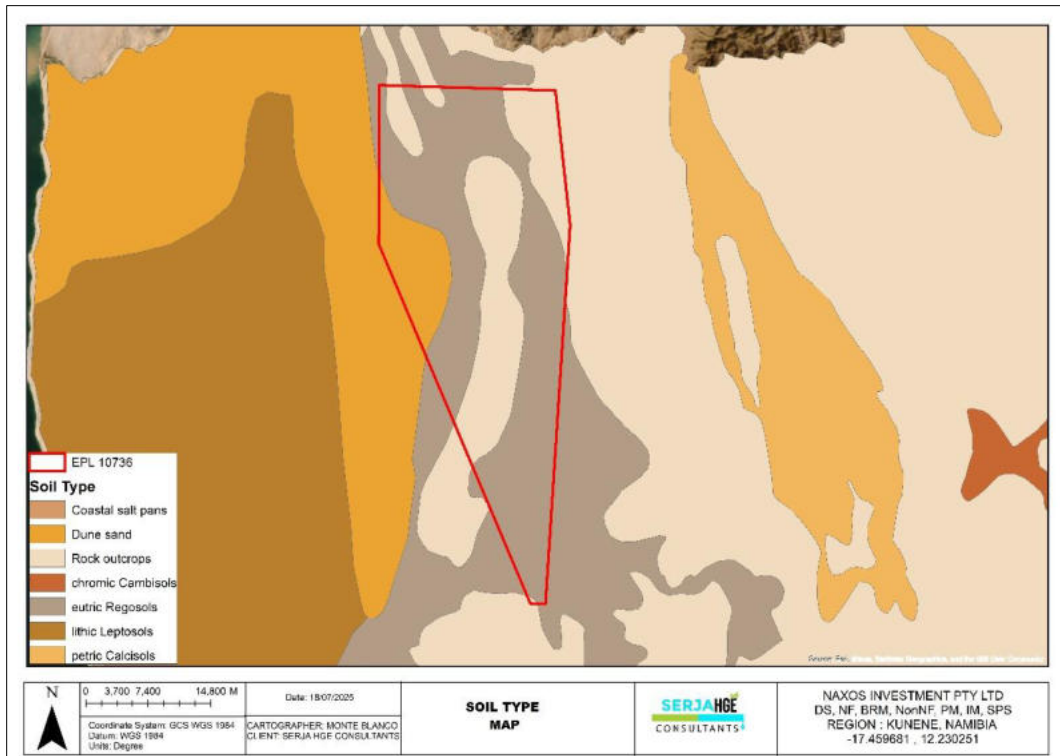 EPL 10736
Soil Type
Coastal salt pans
Dune sand
Rock outcrops
chromic Cambisols
eutric Regosols
lithic Leptosols
petric Calcisols
N
0 3,700 7,400 14,800 M
Coordinate System: GCS WGS 1984
Datum: WGS 1984
Units: Degree
Date: 18/07/2025
CARTOGRAPHER: MONTE BLANCO
CLIENT: SERJA HGE CONSULTANTS
SOIL TYPE
MAP
SERJAHGE
CONSULTANTS
NAXOS INVESTMENT PTY LTD
DS, NF, BRM, NonNF, PM, IM, SPS
REGION : KUNENE, NAMIBIA
-17.459681 , 12.230251